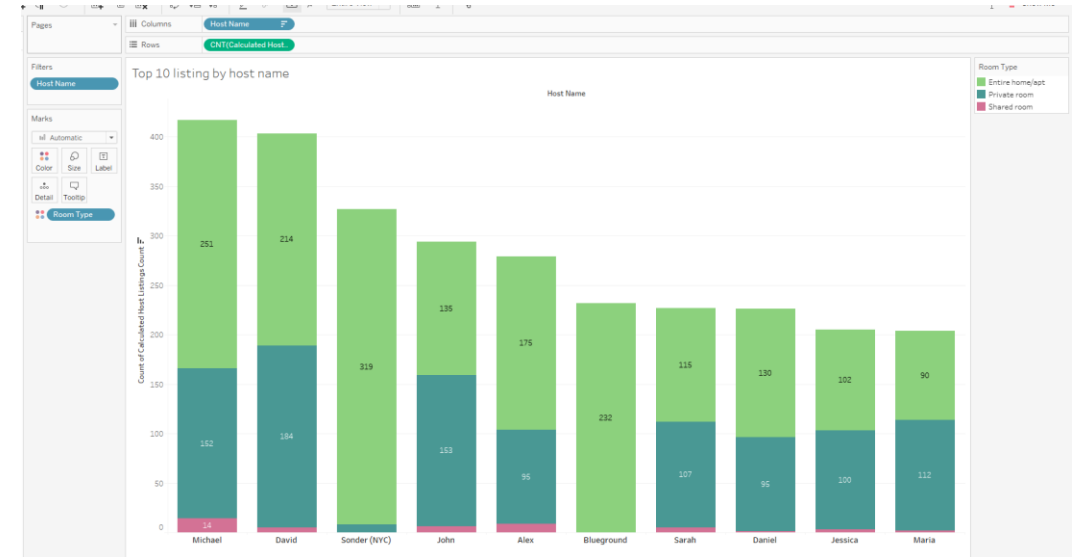 Pages
Columns
Host Name
Rows
CNT(Calculated Host..
Filters
Host Name
Marks
Automatic
Color
Size
Label
Detail
Tooltip
Room Type
Top 10 listing by host name
Host Name
Count of Calculated Host Listings Count
400
350
300
250
200
150
100
50
0
251
152
14
214
184
319
135
153
175
95
232
115
107
130
95
102
100
90
112
Michael
David
Sonder (NYC)
John
Alex
Blueground
Sarah
Daniel
Jessica
Maria
Room Type
Entire home/apt
Private room
Shared room